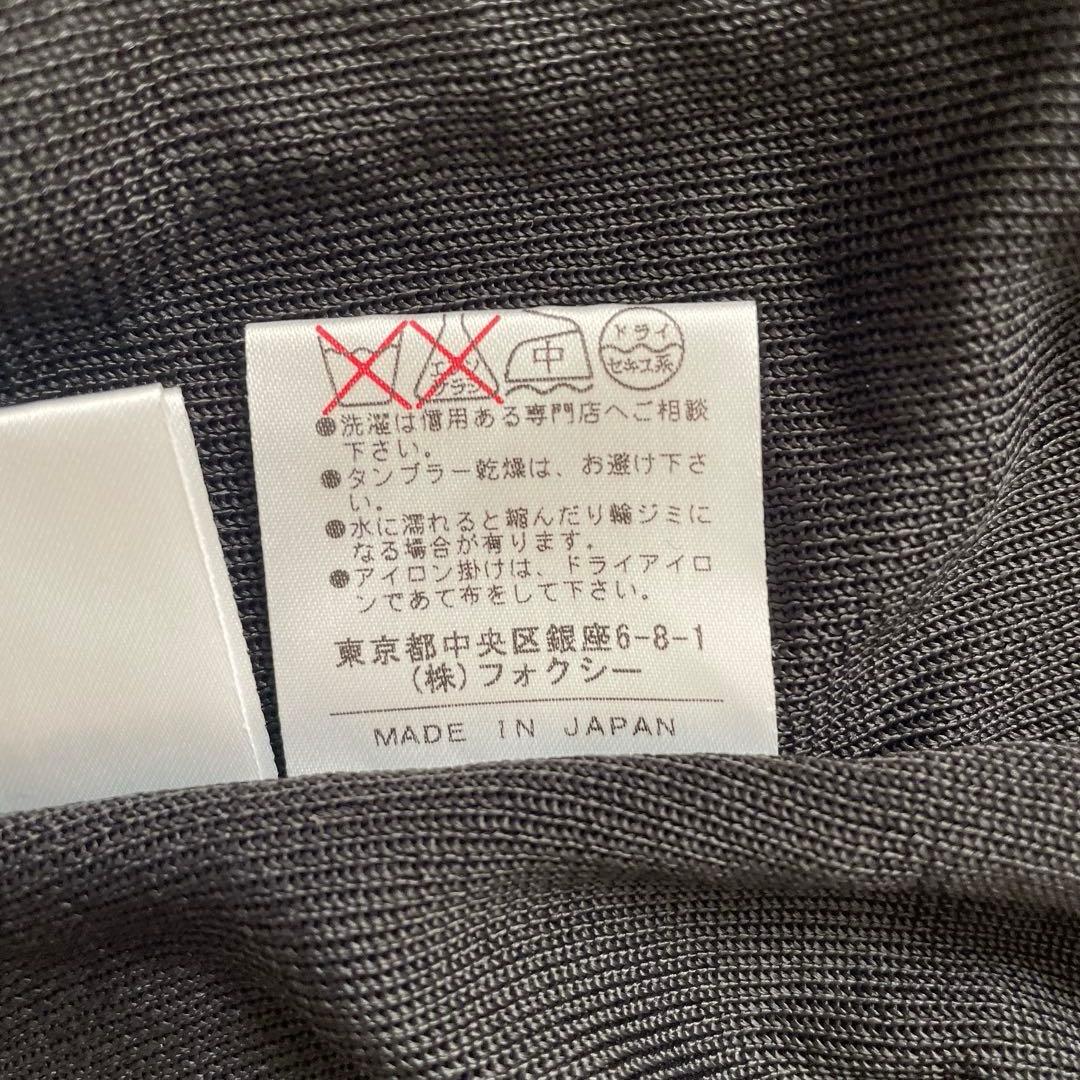 エンソ
サラシ
中
ドライ
セキユ系
●洗濯は信用ある専門店へご相談
下さい。
●タンブラー乾燥は、お避け下さ
い。
●水に濡れると縮んだり輪ジミに
なる場合が有ります。
●アイロン掛けは、ドライアイロ
ンであて布をして下さい。
東京都中央区銀座6-8-1
(株)フォクシー
MADE IN JAPAN